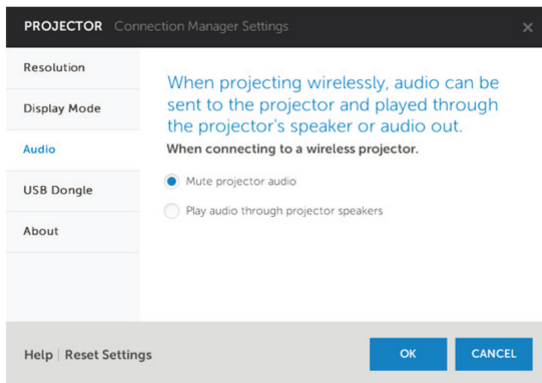 PROJECTOR Connection Manager Settings
Resolution
Display Mode
Audio
USB Dongle
About
When projecting wirelessly, audio can be
sent to the projector and played through
the projector's speaker or audio out.
When connecting to a wireless projector.
Mute projector audio
Play audio through projector speakers
Help | Reset Settings
OK
CANCEL